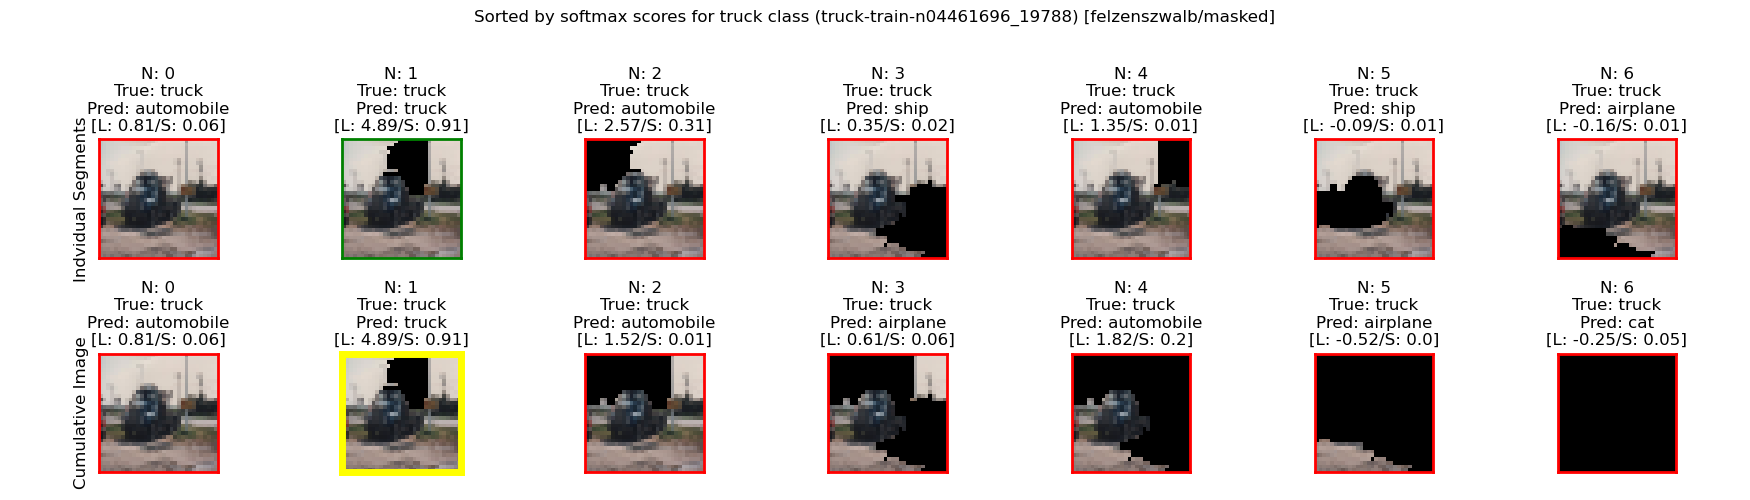 Sorted by softmax scores for truck class (truck-train-n04461696_19788) [felzenszwalb/masked]
Indvidual Segments
N: 0
True: truck
Pred: automobile
[L: 0.81/S: 0.06]
N: 1
True: truck
Pred: truck
[L: 4.89/S: 0.91]
N: 2
True: truck
Pred: automobile
[L: 2.57/S: 0.31]
N: 3
True: truck
Pred: ship
[L: 0.35/S: 0.02]
N: 4
True: truck
Pred: automobile
[L: 1.35/S: 0.01]
N: 5
True: truck
Pred: ship
[L: -0.09/S: 0.01]
N: 6
True: truck
Pred: airplane
[L: -0.16/S: 0.01]
Cumulative Image
N: 0
True: truck
Pred: automobile
[L: 0.81/S: 0.06]
N: 1
True: truck
Pred: truck
[L: 4.89/S: 0.91]
N: 2
True: truck
Pred: automobile
[L: 1.52/S: 0.01]
N: 3
True: truck
Pred: airplane
[L: 0.61/S: 0.06]
N: 4
True: truck
Pred: automobile
[L: 1.82/S: 0.2]
N: 5
True: truck
Pred: airplane
[L: -0.52/S: 0.0]
N: 6
True: truck
Pred: cat
[L: -0.25/S: 0.05]